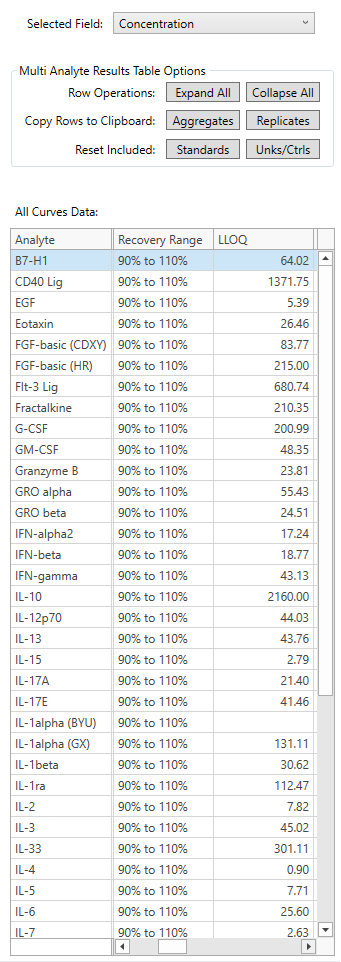 Selected Field: Concentration
Multi Analyte Results Table Options
Row Operations: Expand All Collapse All
Copy Rows to Clipboard: Aggregates Replicates
Reset Included: Standards Unks/Ctrls
All Curves Data:
Analyte Recovery Range LLOQ
B7-H1 90% to 110% 64.02
CD40 Lig 90% to 110% 1371.75
EGF 90% to 110% 5.39
Eotaxin 90% to 110% 26.46
FGF-basic (CDXY) 90% to 110% 83.77
FGF-basic (HR) 90% to 110% 215.00
Flt-3 Lig 90% to 110% 680.74
Fractalkine 90% to 110% 210.35
G-CSF 90% to 110% 200.99
GM-CSF 90% to 110% 48.35
Granzyme B 90% to 110% 23.81
GRO alpha 90% to 110% 55.43
GRO beta 90% to 110% 24.51
IFN-alpha2 90% to 110% 17.24
IFN-beta 90% to 110% 18.77
IFN-gamma 90% to 110% 43.13
IL-10 90% to 110% 2160.00
IL-12p70 90% to 110% 44.03
IL-13 90% to 110% 43.76
IL-15 90% to 110% 2.79
IL-17A 90% to 110% 21.40
IL-17E 90% to 110% 41.46
IL-1alpha (BYU) 90% to 110%
IL-1alpha (GX) 90% to 110% 131.11
IL-1beta 90% to 110% 30.62
IL-1ra 90% to 110% 112.47
IL-2 90% to 110% 7.82
IL-3 90% to 110% 45.02
IL-33 90% to 110% 301.11
IL-4 90% to 110% 0.90
IL-5 90% to 110% 7.71
IL-6 90% to 110% 25.60
IL-7 90% to 110% 2.63